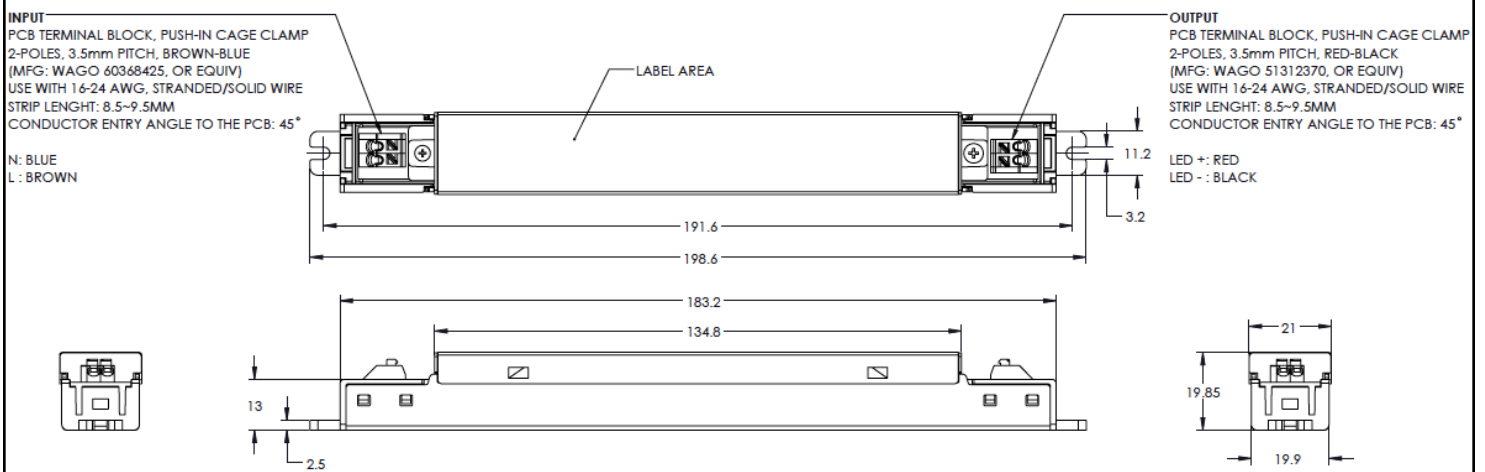 INPUT
PCB TERMINAL BLOCK, PUSH-IN CAGE CLAMP
2-POLES, 3.5mm PITCH, BROWN-BLUE
(MFG: WAGO 60368425, OR EQUIV)
USE WITH 16-24 AWG, STRANDED/SOLID WIRE
STRIP LENGHT: 8.5~9.5MM
CONDUCTOR ENTRY ANGLE TO THE PCB: 45°
N: BLUE
L : BROWN
LABEL AREA
OUTPUT
PCB TERMINAL BLOCK, PUSH-IN CAGE CLAMP
2-POLES, 3.5mm PITCH, RED-BLACK
(MFG: WAGO 51312370, OR EQUIV)
USE WITH 16-24 AWG, STRANDED/SOLID WIRE
STRIP LENGHT: 8.5~9.5MM
CONDUCTOR ENTRY ANGLE TO THE PCB: 45°
LED +: RED
LED - : BLACK
11.2
3.2
191.6
198.6
183.2
134.8
13
2.5
21
19.85
19.9